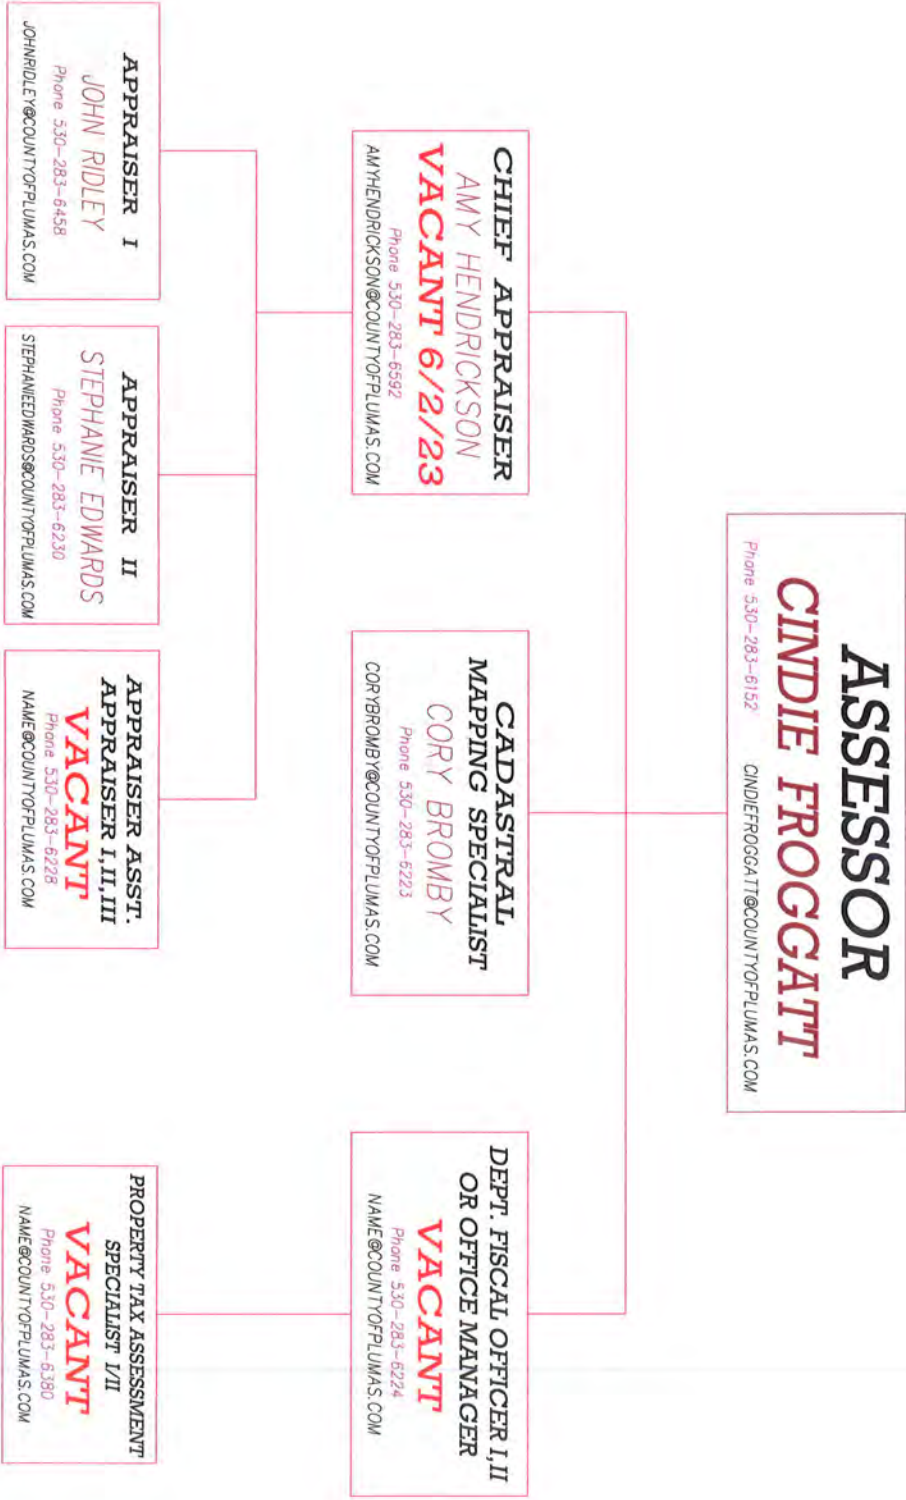 ASSESSOR
CINDIE FROGGATT
Phone 530-283-6152 CINDIEFROGGATT@COUNTYOFPLUMAS.COM
CHIEF APPRAISER
AMY HENDRICKSON
VACANT 6/2/23
Phone 530-283-6592
AMYHENDRICKSON@COUNTYOFPLUMAS.COM
CADASTRAL
MAPPING SPECIALIST
CORY BROMBY
Phone 530-283-6223
CORYBROMBY@COUNTYOFPLUMAS.COM
DEPT. FISCAL OFFICER I,II
OR OFFICE MANAGER
VACANT
Phone 530-283-6224
NAME@COUNTYOFPLUMAS.COM
APPRAISER I
JOHN RIDLEY
Phone 530-283-6458
JOHNRIDLEY@COUNTYOFPLUMAS.COM
APPRAISER II
STEPHANIE EDWARDS
Phone 530-283-6230
STEPHANIEEDWARDS@COUNTYOFPLUMAS.COM
APPRAISER ASST.
APPRAISER I,II,III
VACANT
Phone 530-283-6228
NAME@COUNTYOFPLUMAS.COM
PROPERTY TAX ASSESSMENT
SPECIALIST I/II
VACANT
Phone 530-283-6380
NAME@COUNTYOFPLUMAS.COM